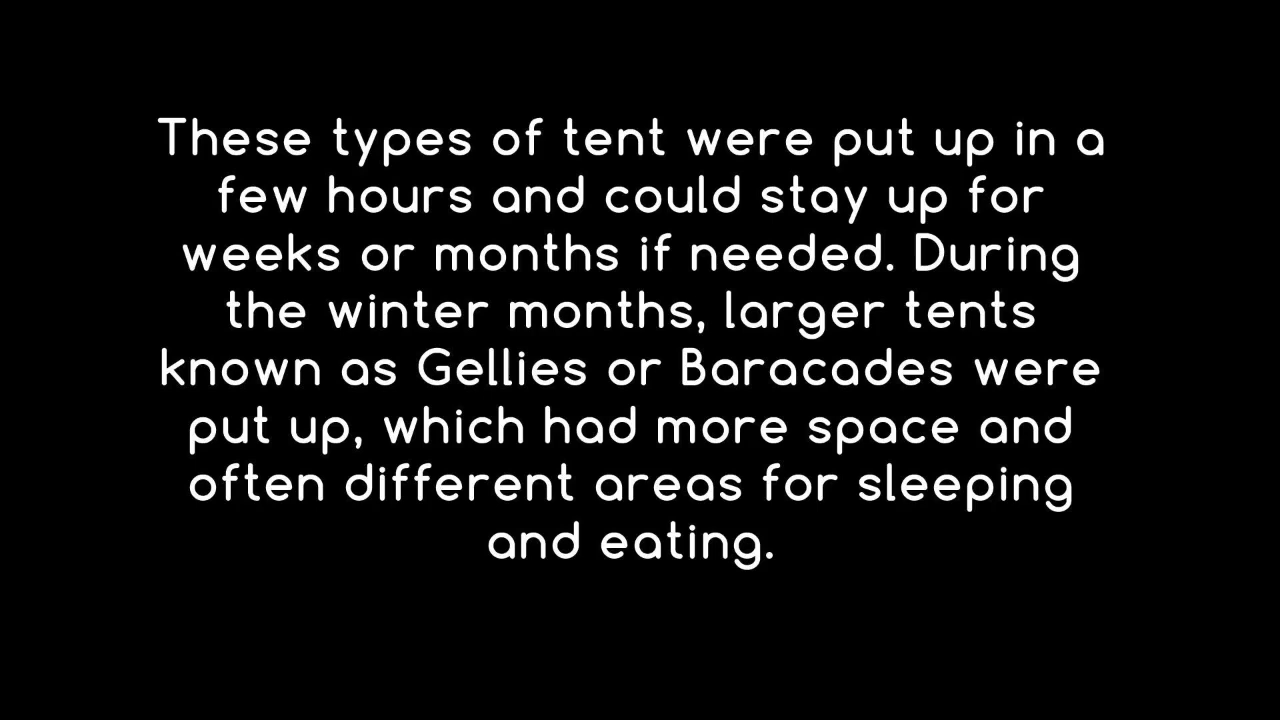 These types of tent were put up in a
few hours and could stay up for
weeks or months if needed. During
the winter months, larger tents
known as Gellies or Baracades were
put up, which had more space and
often different areas for sleeping
and eating.